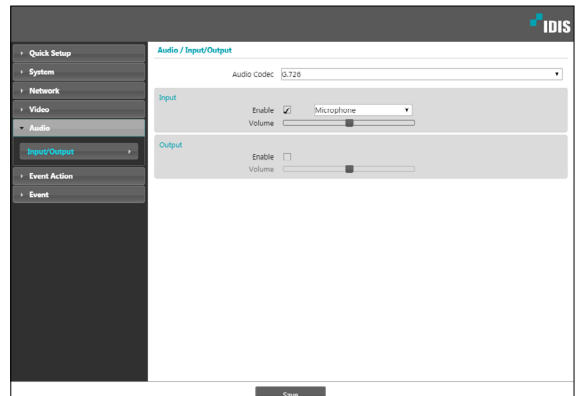 IDIS
Quick Setup
System
Network
Video
Audio
Input/Output
Event Action
Event
Audio / Input/Output
Audio Codec G.726
Input
Enable Microphone
Volume
Output
Enable
Volume
Save